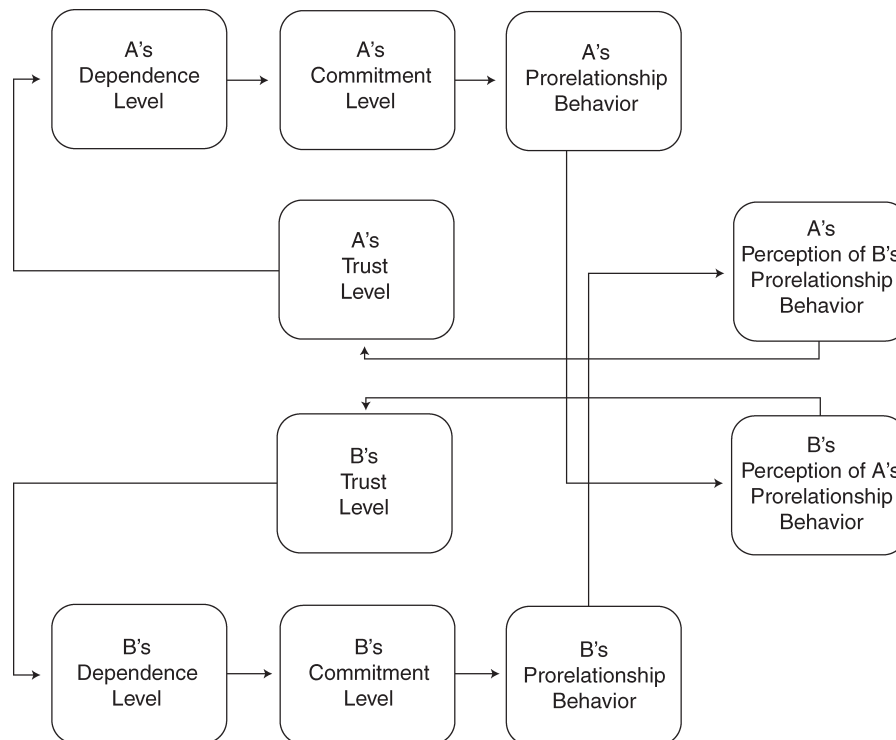 A’s
Dependence
Level
A’s
Commitment
Level
A’s
Prorelationship
Behavior
A’s
Trust
Level
A’s
Perception of B’s
Prorelationship
Behavior
B’s
Trust
Level
B’s
Perception of A’s
Prorelationship
Behavior
B’s
Dependence
Level
B’s
Commitment
Level
B’s
Prorelationship
Behavior